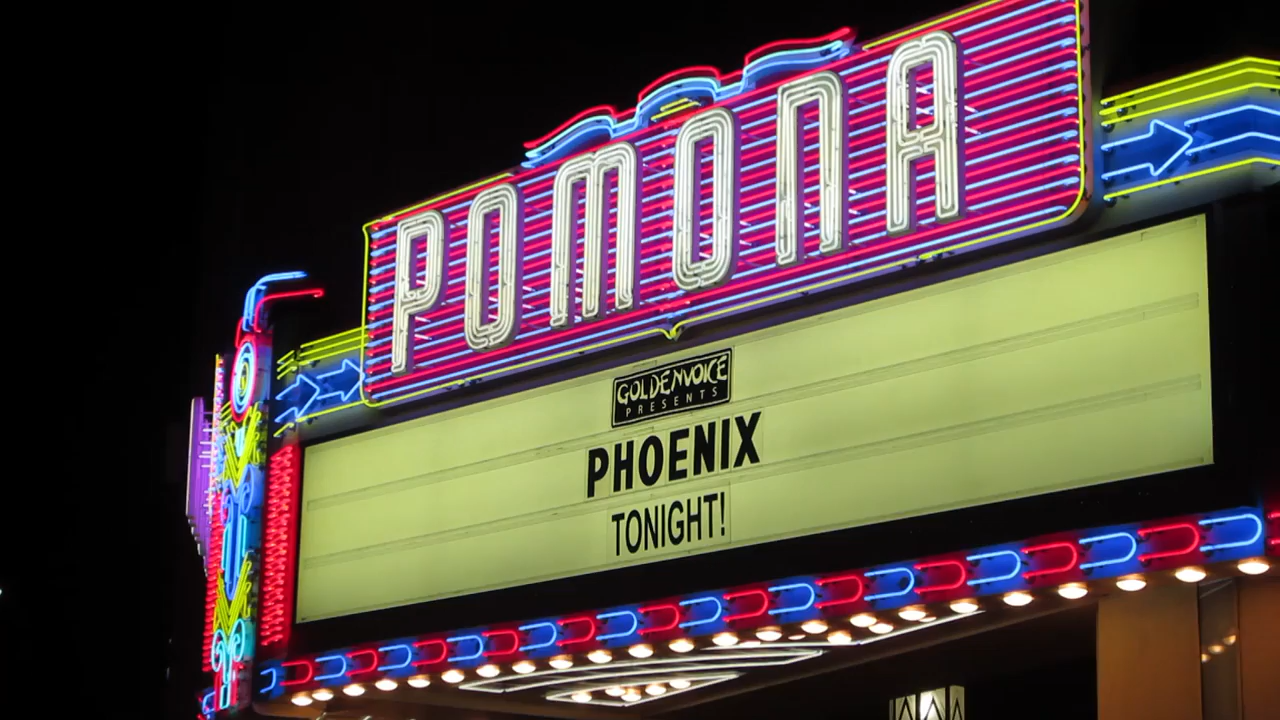 POMONA
GOLDENVOICE
PRESENTS
PHOENIX
TONIGHT!